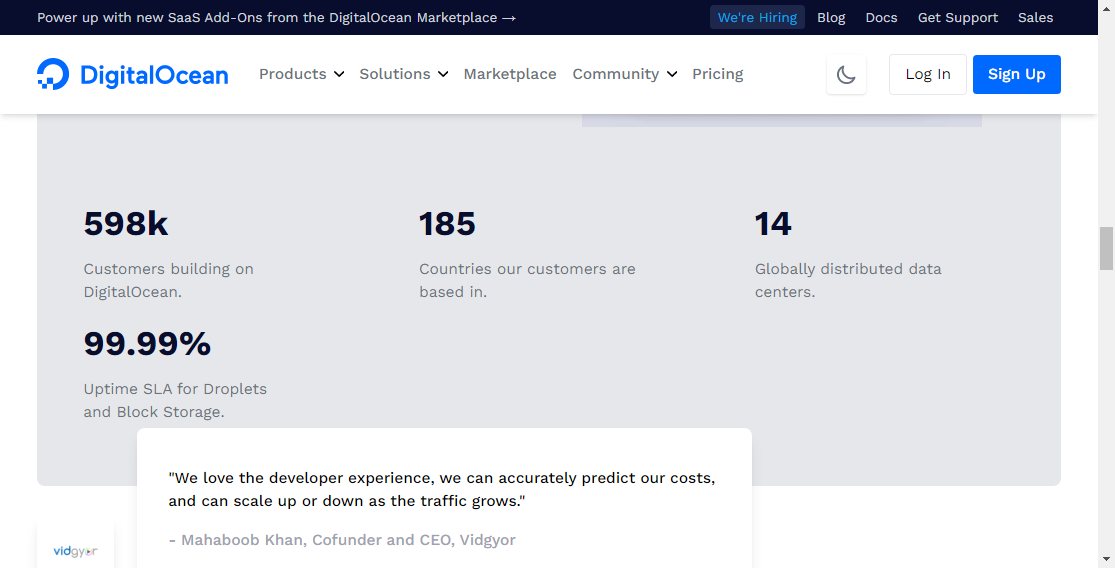 Power up with new SaaS Add-Ons from the DigitalOcean Marketplace → We're Hiring Blog Docs Get Support Sales
DigitalOcean Products Solutions Marketplace Community Pricing Log In Sign Up
598k
Customers building on
DigitalOcean.
185
Countries our customers are
based in.
14
Globally distributed data
centers.
99.99%
Uptime SLA for Droplets
and Block Storage.
"We love the developer experience, we can accurately predict our costs,
and can scale up or down as the traffic grows."
- Mahaboob Khan, Cofunder and CEO, Vidgyor
vidgyor